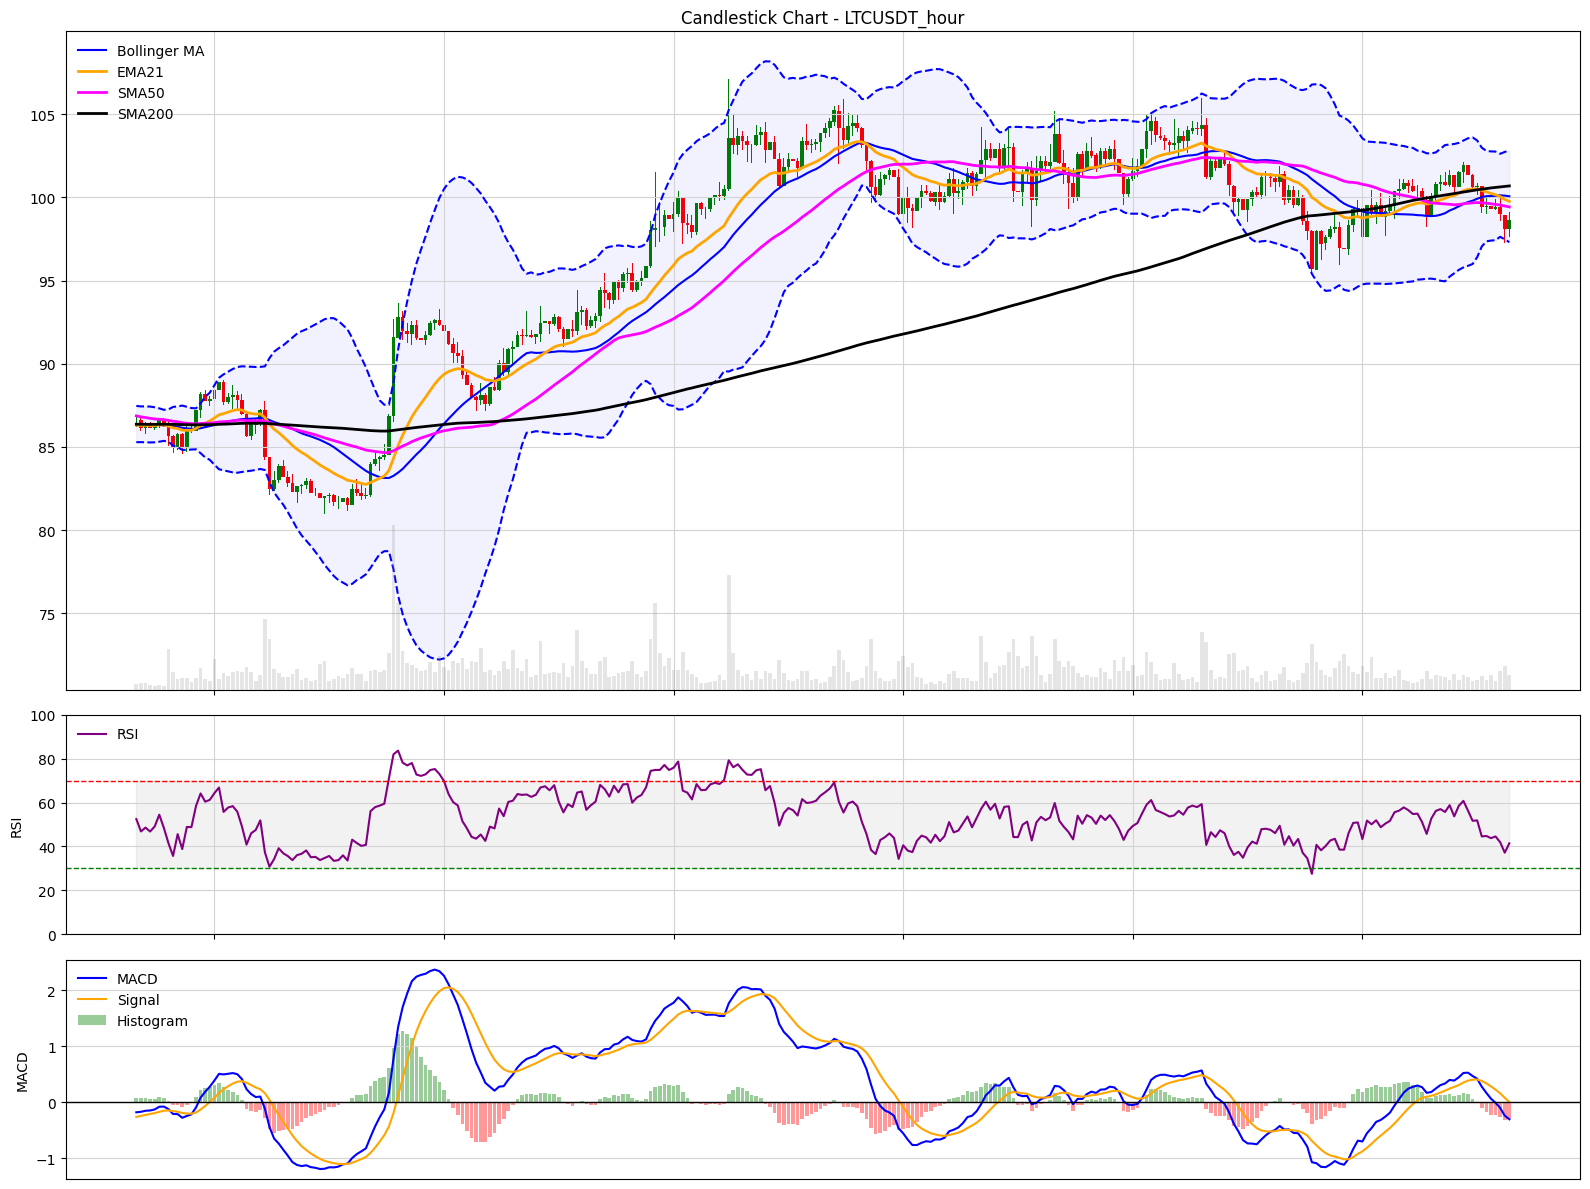 Candlestick Chart - LTCUSDT_hour
Bollinger MA
EMA21
SMA50
SMA200
105
100
95
90
85
80
75
RSI
100
80
60
40
20
0
RSI
MACD
Signal
Histogram
2
1
0
−1
MACD